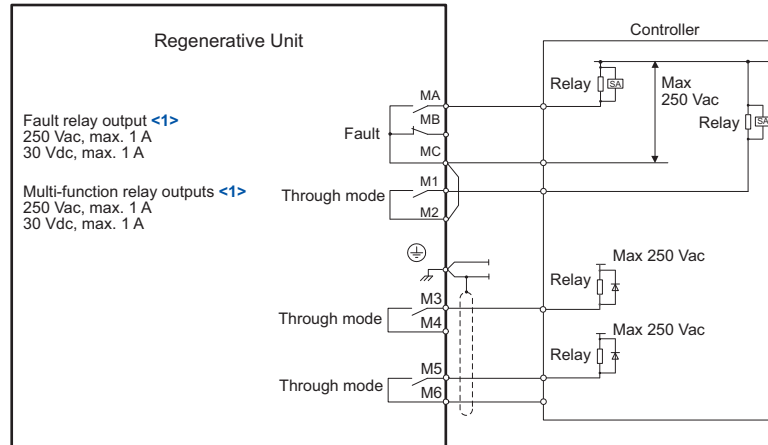 Regenerative Unit
Controller
Fault relay output <1>
250 Vac, max. 1 A
30 Vdc, max. 1 A
Multi-function relay outputs <1>
250 Vac, max. 1 A
30 Vdc, max. 1 A
Fault
MA
MB
MC
Through mode
M1
M2
Through mode
M3
M4
Through mode
M5
M6
Relay
SA
Max
250 Vac
Relay
SA
Max 250 Vac
Relay
Max 250 Vac
Relay